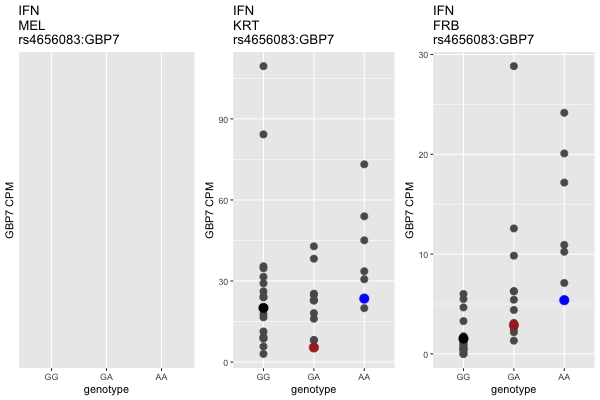 IFN
MEL
rs4656083:GBP7
GBP7 CPM
GG GA AA
genotype
IFN
KRT
rs4656083:GBP7
GBP7 CPM
90
60
30
0
GG GA AA
genotype
IFN
FRB
rs4656083:GBP7
GBP7 CPM
30
20
10
0
GG GA AA
genotype